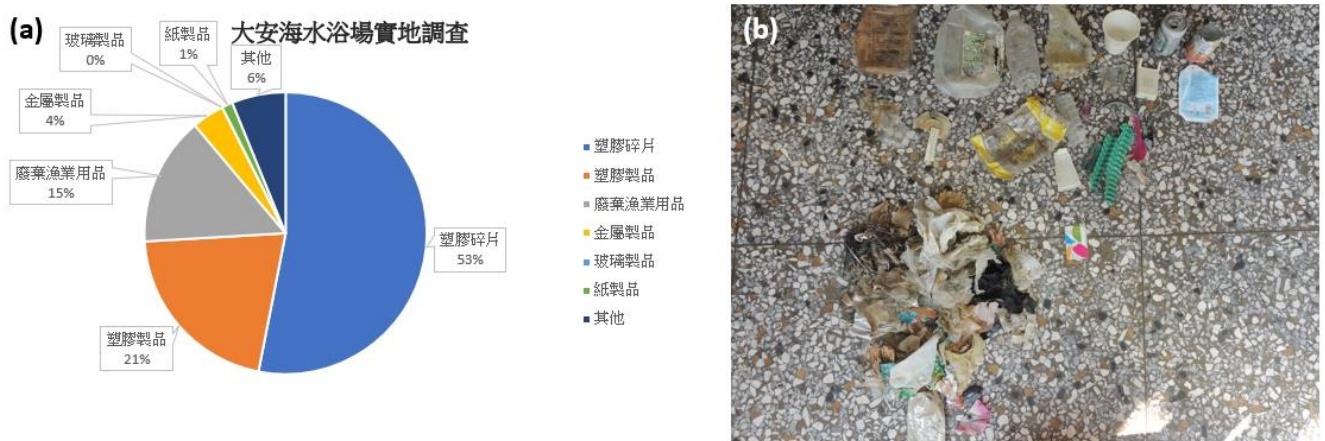 (a)
大安海水浴場實地調查
玻璃製品
0%
紙製品
1%
其他
6%
金屬製品
4%
廢棄漁業用品
15%
塑膠製品
21%
塑膠碎片
53%
塑膠碎片
塑膠製品
廢棄漁業用品
金屬製品
玻璃製品
紙製品
其他
(b)